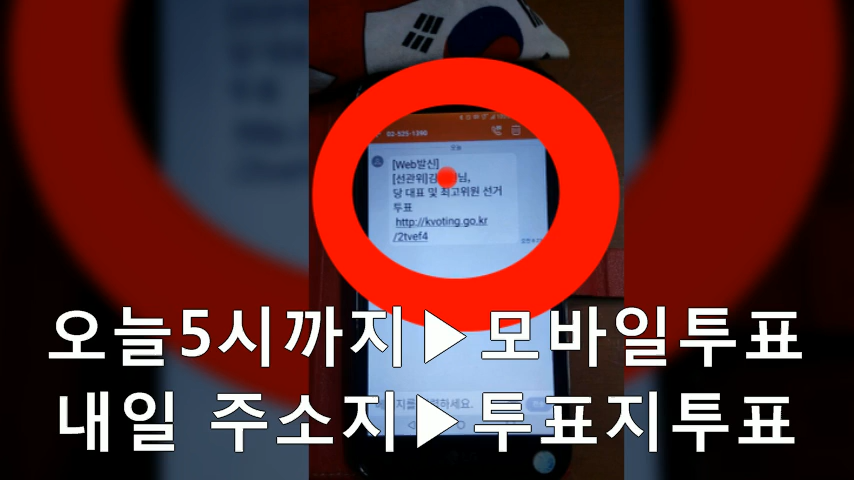 02-525-1390
오늘
[Web발신]
[선관위]김 님,
당 대표 및 최고위원 선거
투표
http://kvoting.go.kr
/2tvef4
오늘5시까지▶모바일투표
내일 주소지▶투표지투표